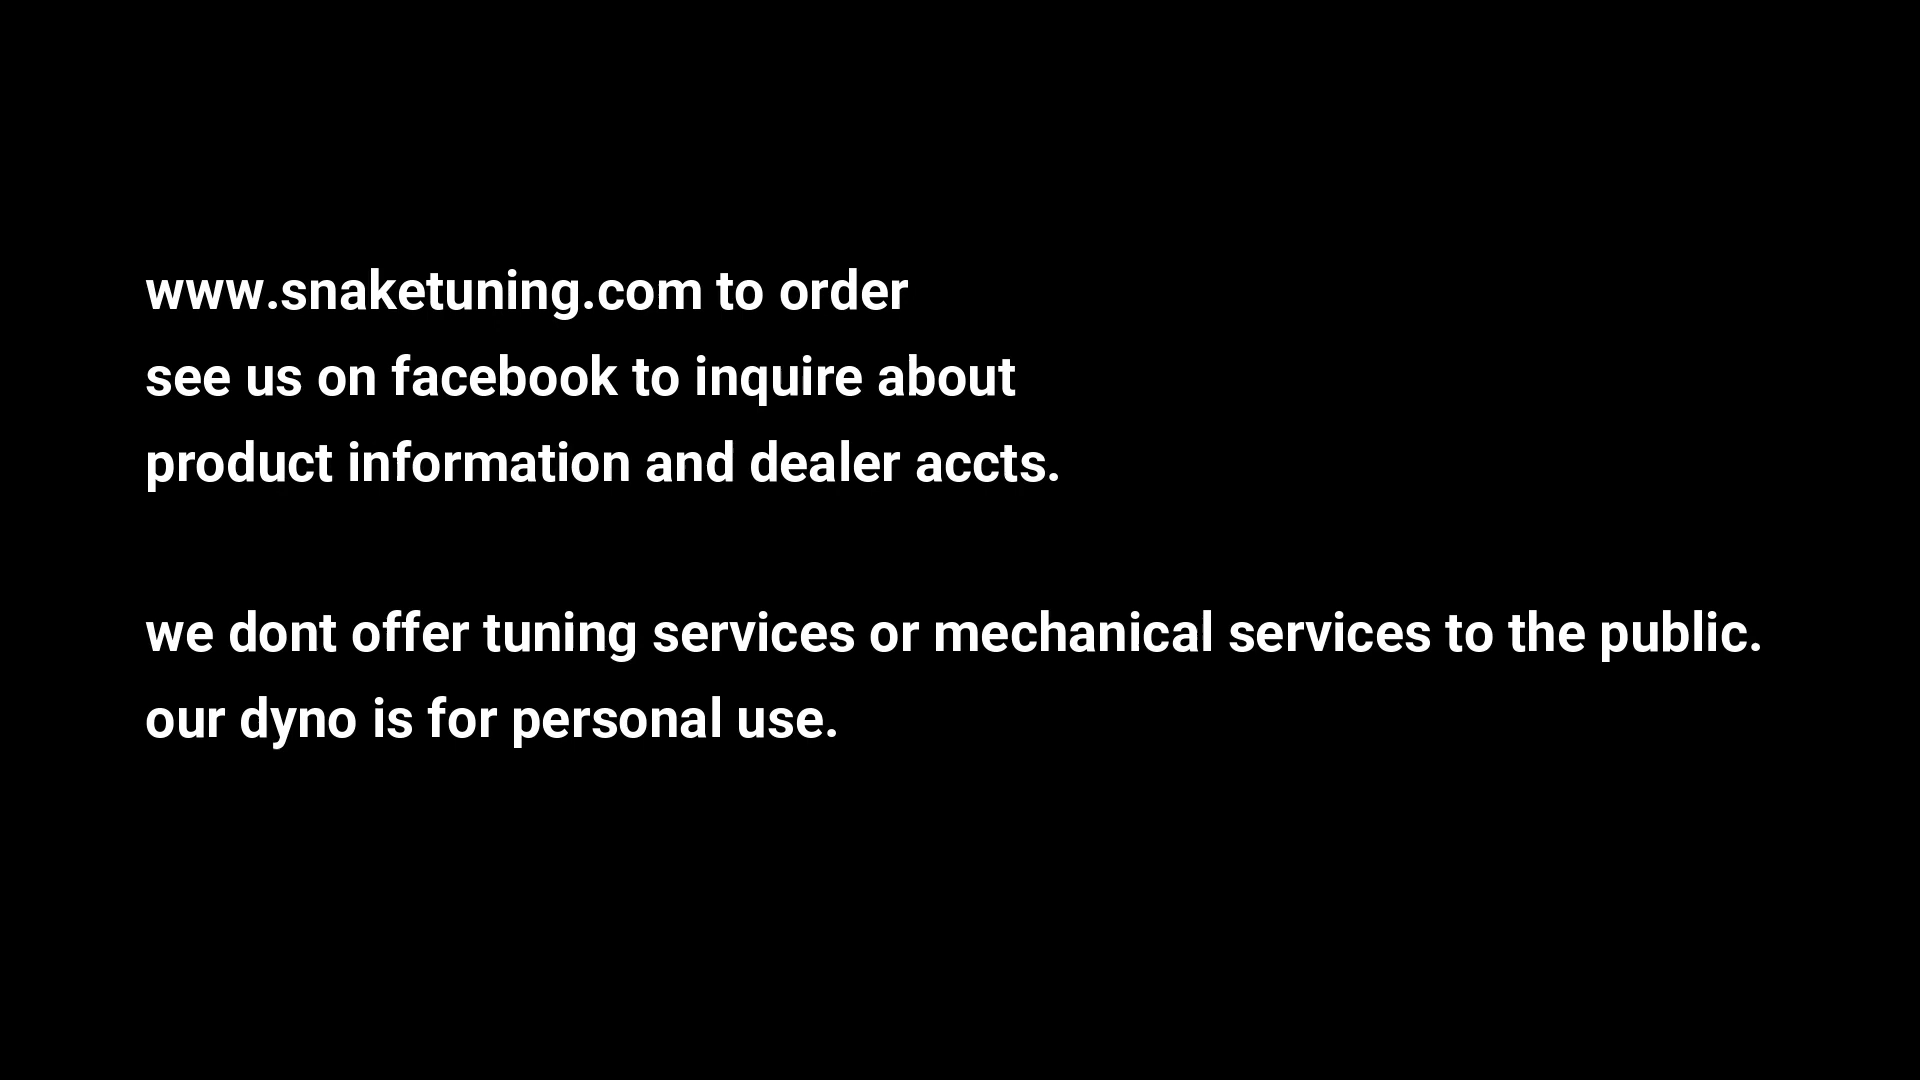 www.snaketuning.com to order
see us on facebook to inquire about
product information and dealer accts.
we dont offer tuning services or mechanical services to the public.
our dyno is for personal use.